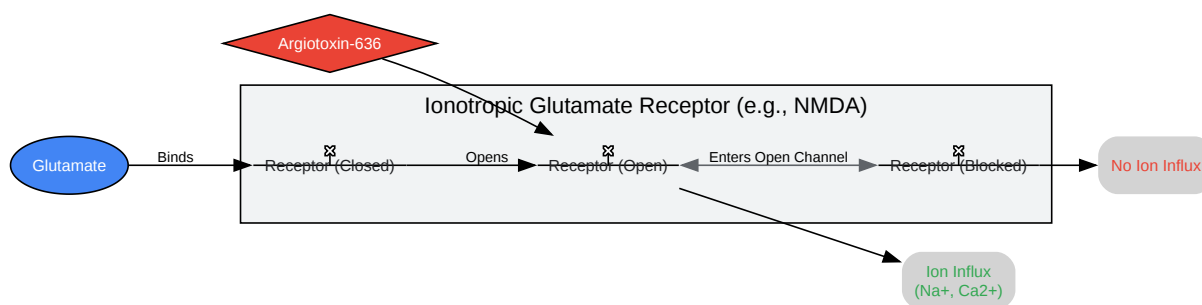 Argiotoxin-636
Ionotropic Glutamate Receptor (e.g., NMDA)
Glutamate
Binds
Receptor (Closed)
Opens
Receptor (Open)
Enters Open Channel
Receptor (Blocked)
No Ion Influx
Ion Influx
(Na+, Ca2+)